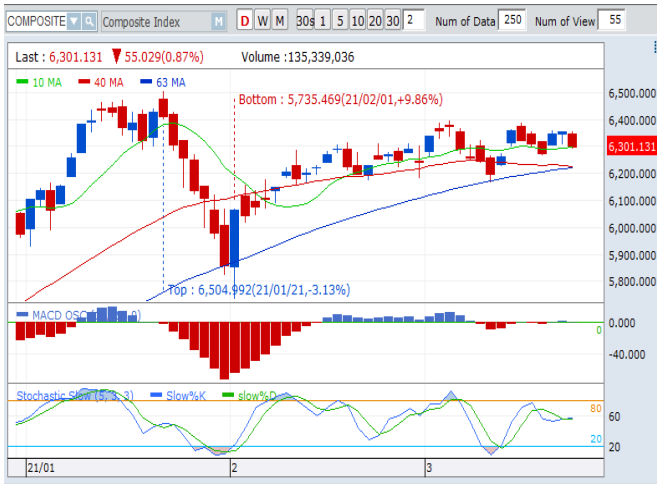 COMPOSITE Composite Index M D W M 30s 1 5 10 20 30 2 Num of Data 250 Num of View 55
Last : 6,301.131 ▼ 55.029(0.87%) Volume :135,339,036
10 MA 40 MA 63 MA
Bottom : 5,735.469(21/02/01,+9.86%)
6,500.000
6,400.000
6,301.131
6,200.000
6,100.000
6,000.000
5,900.000
5,800.000
Top : 6,504.992(21/01/21,-3.13%)
MACD OSC
0.000
0
-40.000
Stochastic Slow (5, 3, 3) Slow%K slow%D
80
60
20
20
21/01 2 3